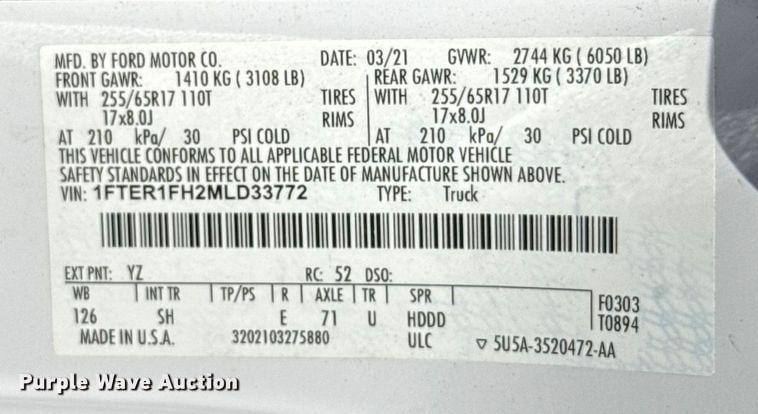 MFD. BY FORD MOTOR CO. DATE: 03/21 GVWR: 2744 KG ( 6050 LB)
FRONT GAWR: 1410 KG ( 3108 LB) REAR GAWR: 1529 KG ( 3370 LB)
WITH 255/65R17 110T TIRES WITH 255/65R17 110T TIRES
17x8.0J RIMS 17x8.0J RIMS
AT 210 kPa/ 30 PSI COLD AT 210 kPa/ 30 PSI COLD
THIS VEHICLE CONFORMS TO ALL APPLICABLE FEDERAL MOTOR VEHICLE
SAFETY STANDARDS IN EFFECT ON THE DATE OF MANUFACTURE SHOWN ABOVE.
VIN: 1FTER1FH2MLD33772 TYPE: Truck
EXT PNT: YZ RC: 52 DSO:
WB INT TR TP/PS R AXLE TR SPR F0303
126 SH E 71 U HDDD T0894
MADE IN U.S.A. 3202103275880 ULC ▽ 5U5A-3520472-AA
Purple Wave Auction